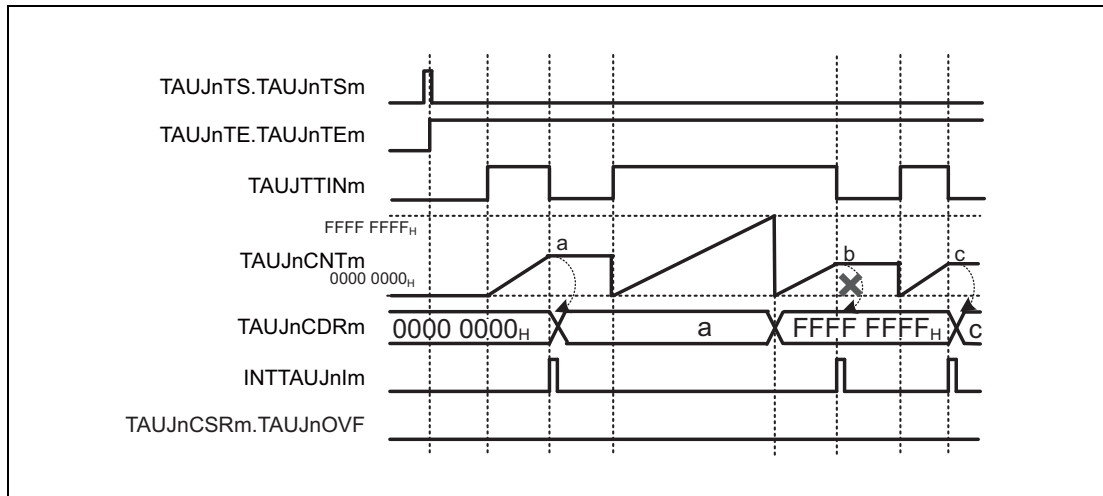 TAUJnTS.TAUJnTSm
TAUJnTE.TAUJnTEm
TAUJTTINm
FFFF FFFFH
TAUJnCNTm
0000 0000H
a
b
c
TAUJnCDRm
0000 0000H
a
FFFF FFFFH
c
INTTAUJnIm
TAUJnCSRm.TAUJnOVF